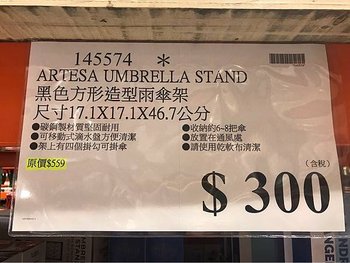 145574 *
ARTESA UMBRELLA STAND
黑色方形造型雨傘架
尺寸17.1X17.1X46.7公分
●碳鋼製材質堅固耐用
●可移動式滴水盤方便清潔
●架上有四個掛勾可掛傘
●收納約6-8把傘
●放置在通風處
●請使用乾軟布清潔
原價$559
(含稅)
$ 300